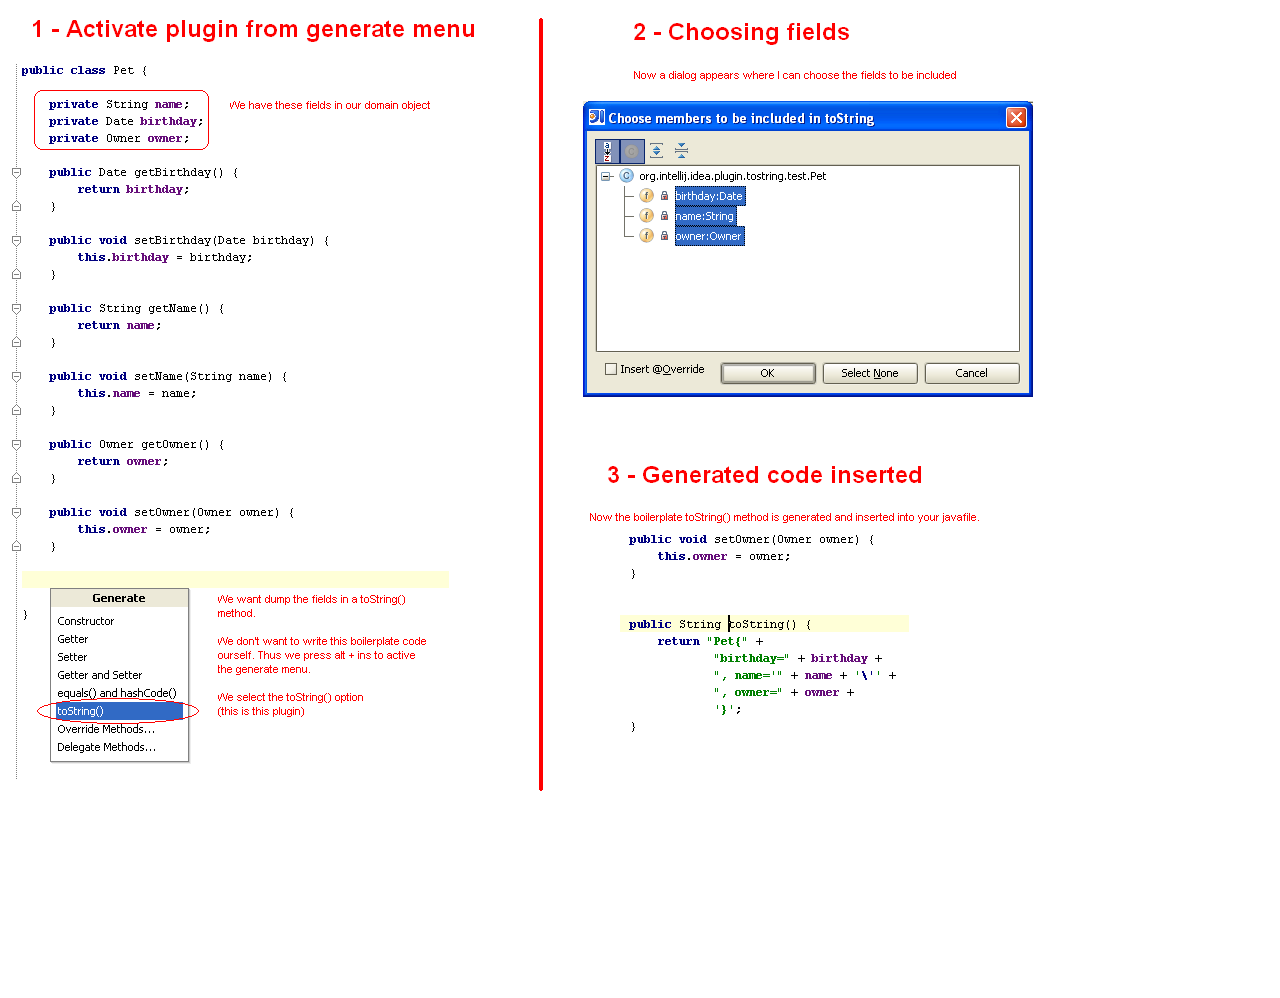 1 - Activate plugin from generate menu
public class Pet {
private String name;
private Date birthday;
private Owner owner;
We have these fields in our domain object
public Date getBirthday() {
return birthday;
}
public void setBirthday(Date birthday) {
this.birthday = birthday;
}
public String getName() {
return name;
}
public void setName(String name) {
this.name = name;
}
public Owner getOwner() {
return owner;
}
public void setOwner(Owner owner) {
this.owner = owner;
}
}
Generate
Constructor
Getter
Setter
Getter and Setter
equals() and hashCode()
toString()
Override Methods...
Delegate Methods...
We want dump the fields in a toString()
method.
We don't want to write this boilerplate code
ourself. Thus we press alt + ins to active
the generate menu.
We select the toString() option
(this is this plugin)
2 - Choosing fields
Now a dialog appears where I can choose the fields to be included
Choose members to be included in toString
org.intellij.idea.plugin.tostring.test.Pet
birthday:Date
name:String
owner:Owner
Insert @Override
OK
Select None
Cancel
3 - Generated code inserted
Now the boilerplate toString() method is generated and inserted into your javafile.
public void setOwner(Owner owner) {
this.owner = owner;
}
public String toString() {
return "Pet{" +
"birthday=" + birthday +
", name='" + name + '\'' +
", owner=" + owner +
'}';
}